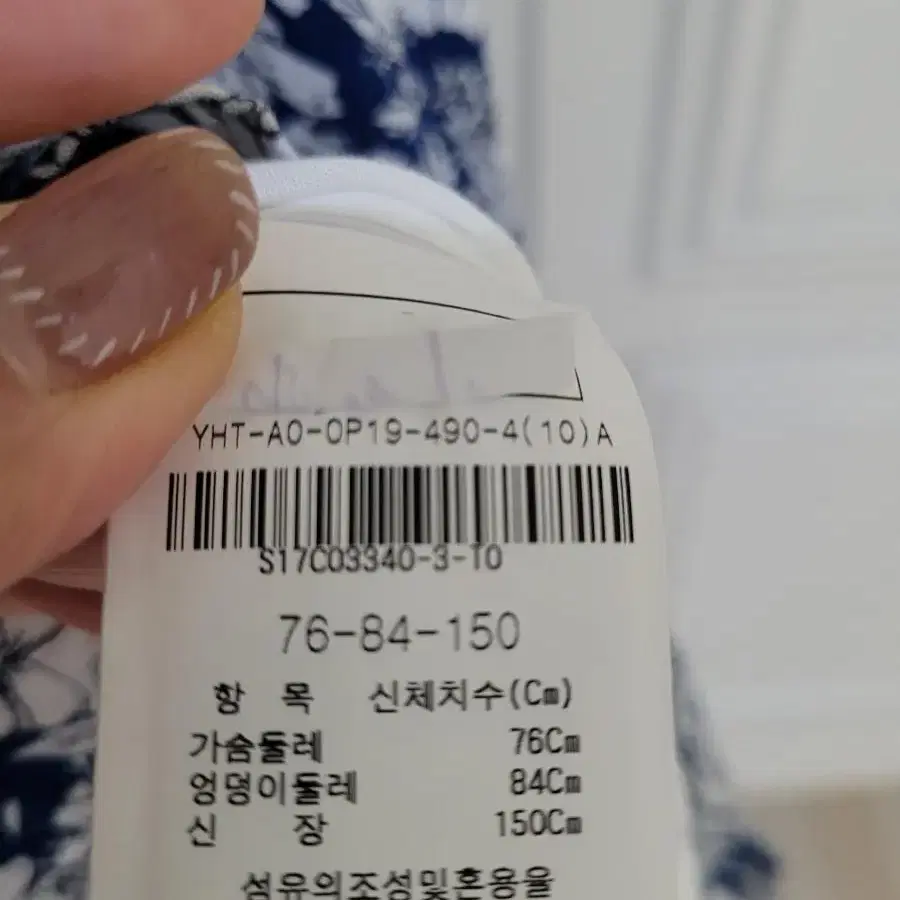 YHT-A0-OP19-490-4(10)A
S17C03340-3-T0
76-84-150
항 목 신체치수(Cm)
가슴둘레 76Cm
엉덩이둘레 84Cm
신 장 150Cm
섬유의조성및혼용율